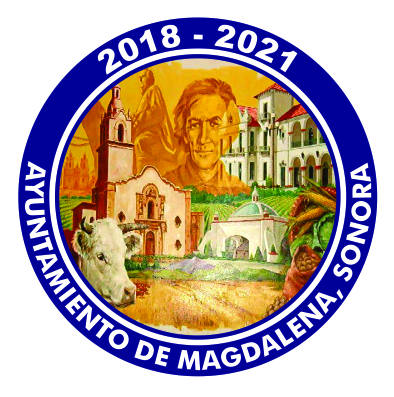 2018 - 2021
AYUNTAMIENTO DE MAGDALENA, SONORA